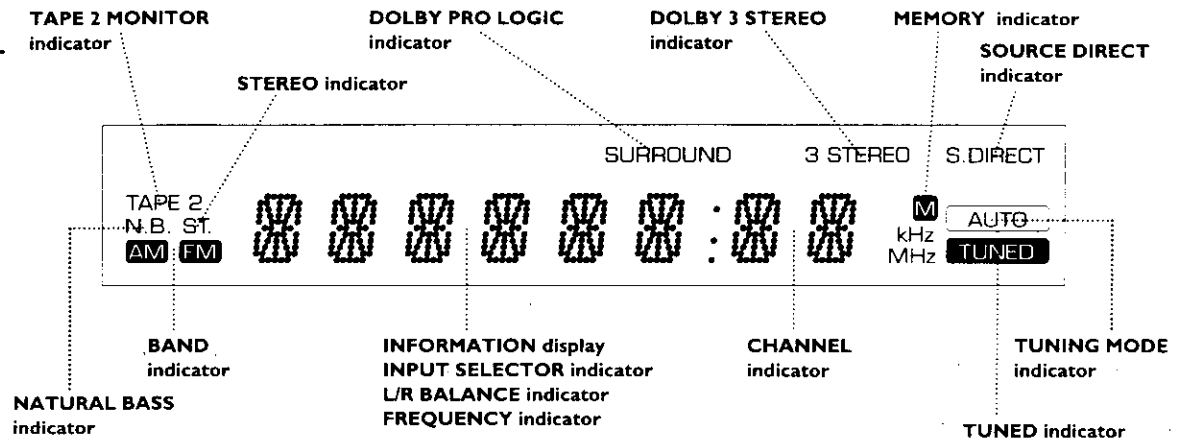 TAPE 2 MONITOR
indicator
DOLBY PRO LOGIC
indicator
DOLBY 3 STEREO
indicator
MEMORY indicator
SOURCE DIRECT
indicator
STEREO indicator
SURROUND
3 STEREO
S.DIRECT
TAPE 2
N.B. ST.
AM FM
M
kHz
MHz
AUTO
TUNED
BAND
indicator
INFORMATION display
INPUT SELECTOR indicator
L/R BALANCE indicator
FREQUENCY indicator
CHANNEL
indicator
TUNING MODE
indicator
NATURAL BASS
indicator
TUNED indicator